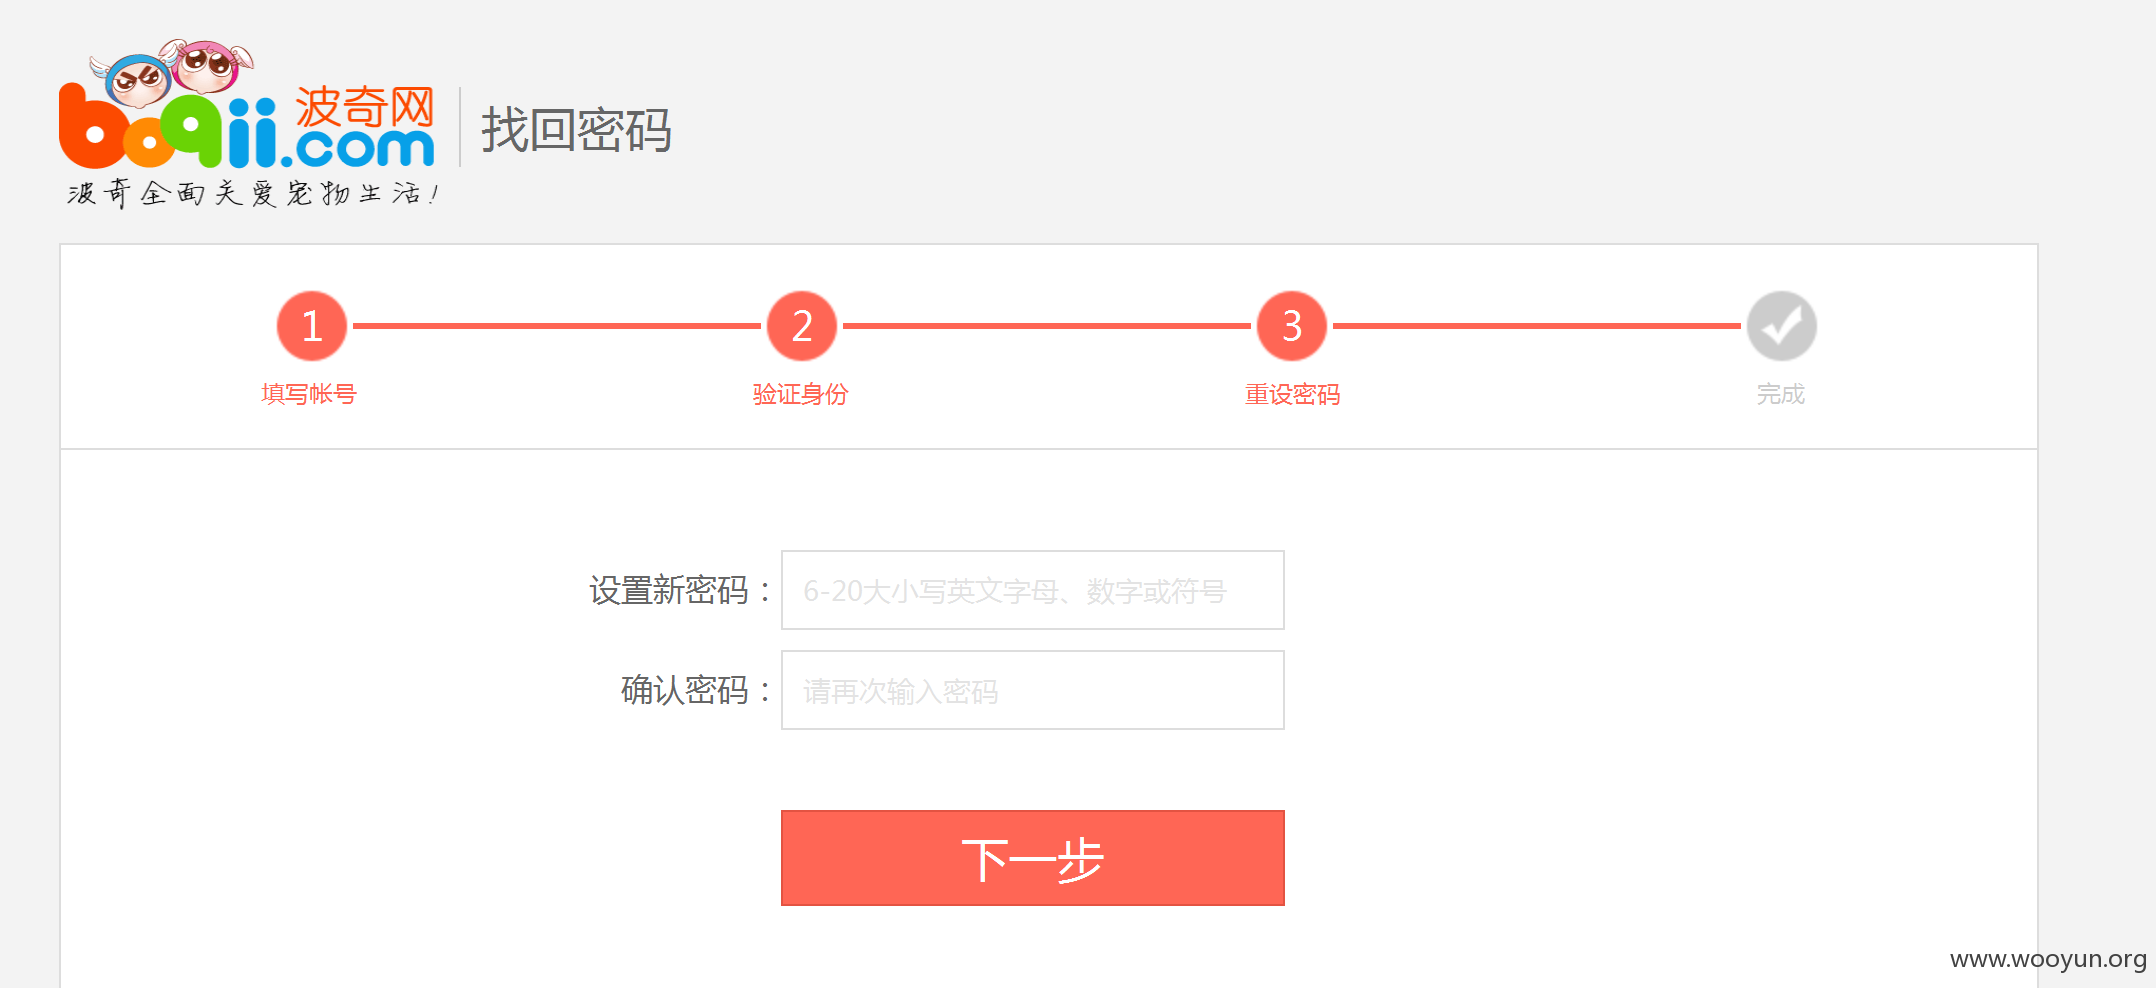 boqii.com 波奇网
波奇全面关爱宠物生活!
找回密码
1 2 3
填写帐号 验证身份 重设密码 完成
设置新密码： 6-20大小写英文字母、数字或符号
确认密码： 请再次输入密码
下一步
www.wooyun.org